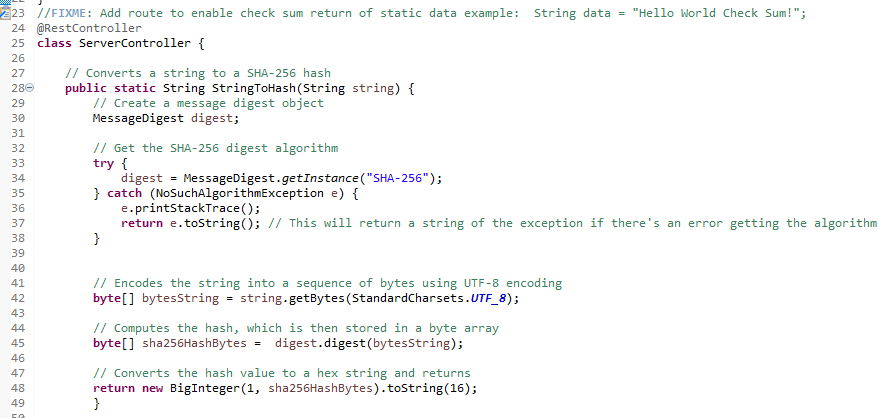 23 //FIXME: Add route to enable check sum return of static data example:  String data = "Hello World Check Sum!";
24 @RestController
25 class ServerController {
26
27     // Converts a string to a SHA-256 hash
28     public static String StringToHash(String string) {
29         // Create a message digest object
30         MessageDigest digest;
31
32         // Get the SHA-256 digest algorithm
33         try {
34             digest = MessageDigest.getInstance("SHA-256");
35         } catch (NoSuchAlgorithmException e) {
36             e.printStackTrace();
37             return e.toString(); // This will return a string of the exception if there's an error getting the algorithm
38         }
39
40
41         // Encodes the string into a sequence of bytes using UTF-8 encoding
42         byte[] bytesString = string.getBytes(StandardCharsets.UTF_8);
43
44         // Computes the hash, which is then stored in a byte array
45         byte[] sha256HashBytes =  digest.digest(bytesString);
46
47         // Converts the hash value to a hex string and returns
48         return new BigInteger(1, sha256HashBytes).toString(16);
49         }